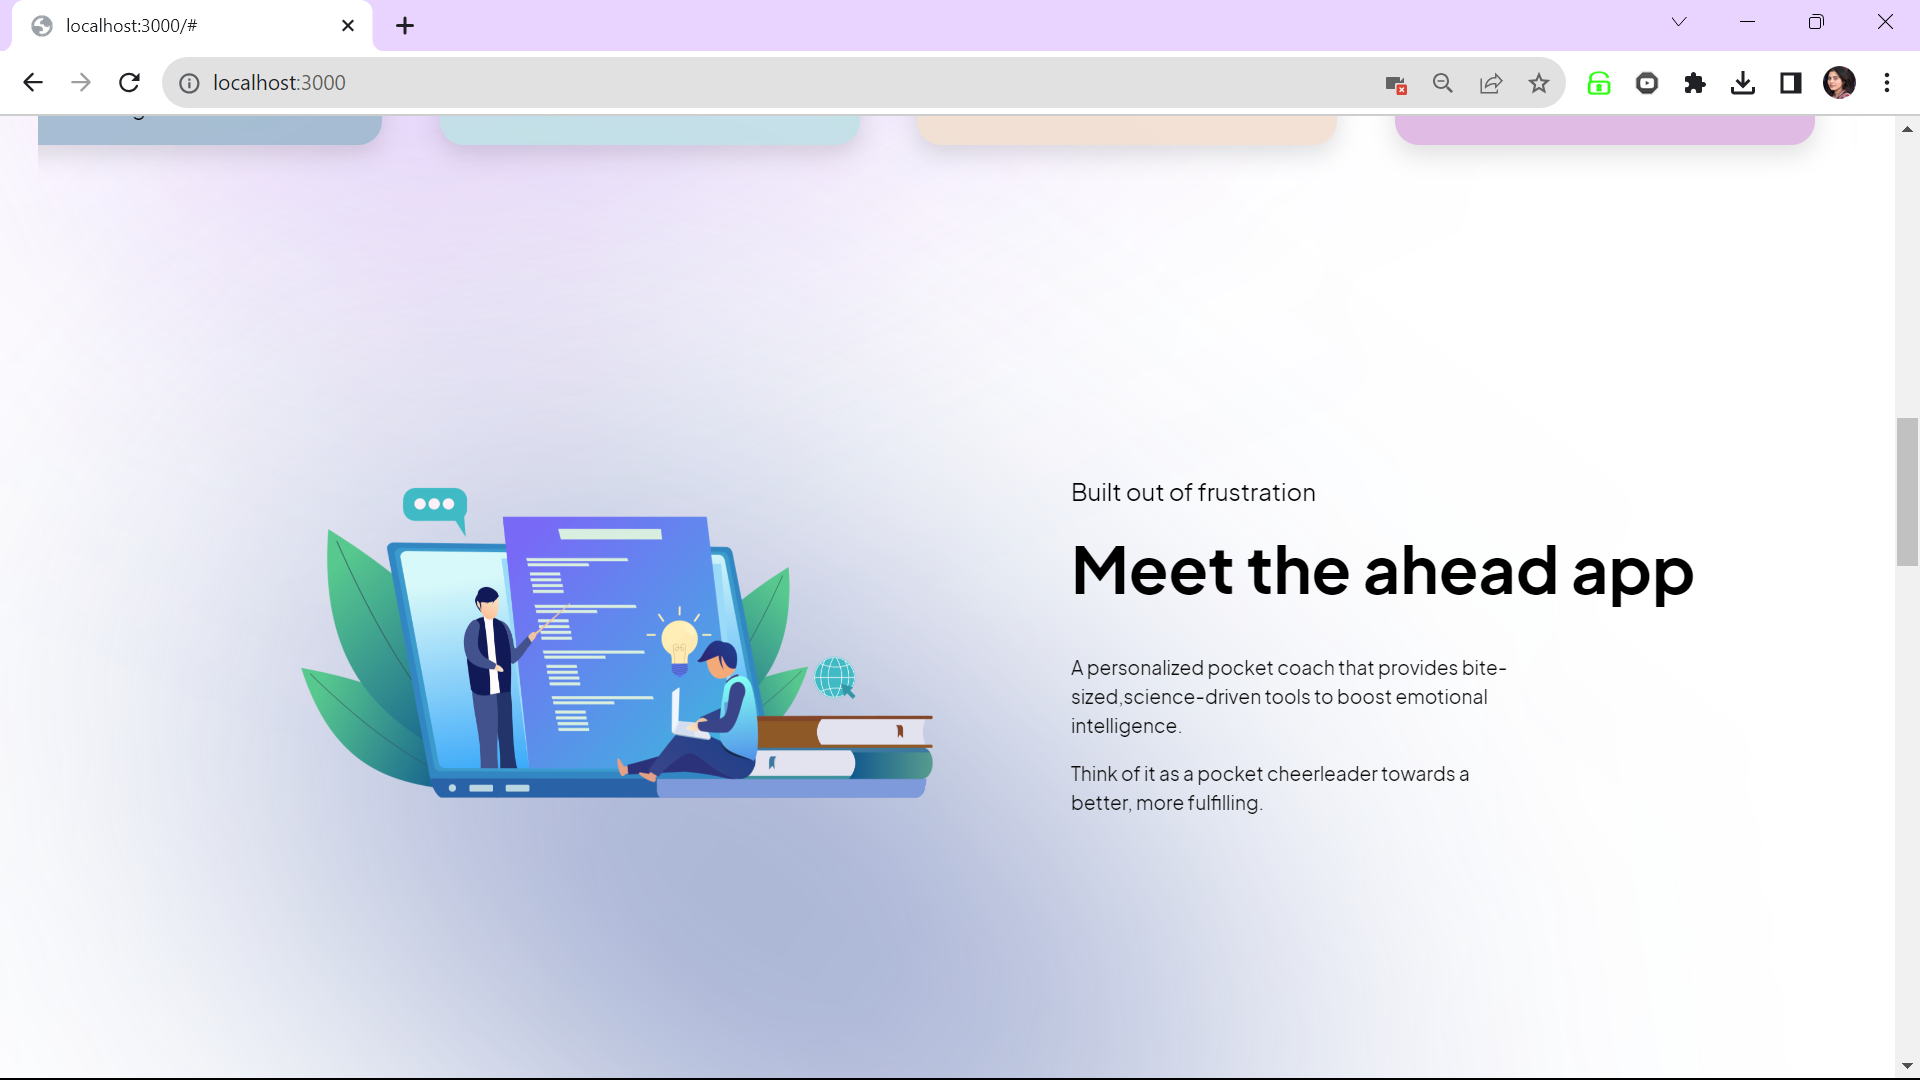 localhost:3000/#
localhost:3000
Built out of frustration
Meet the ahead app
A personalized pocket coach that provides bite-
sized,science-driven tools to boost emotional
intelligence.
Think of it as a pocket cheerleader towards a
better, more fulfilling.